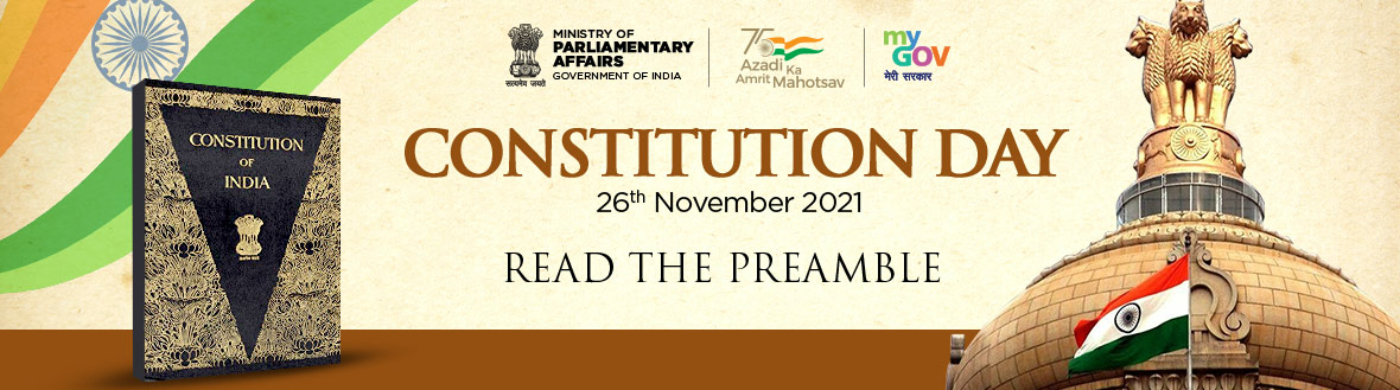 MINISTRY OF
PARLIAMENTARY
AFFAIRS
GOVERNMENT OF INDIA
सत्यमेव जयते
75
Azadi
Ka
Amrit Mahotsav
my
GOV
मेरी सरकार
CONSTITUTION DAY
26th November 2021
READ THE PREAMBLE
CONSTITUTION
OF
INDIA